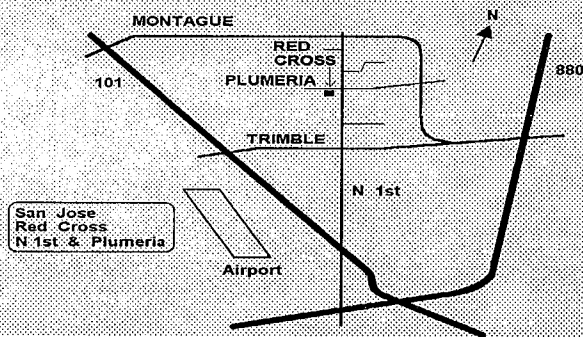 MONTAGUE
N
RED
CROSS
880
101
PLUMERIA
TRIMBLE
N 1st
San Jose
Red Cross
N 1st & Plumeria
Airport